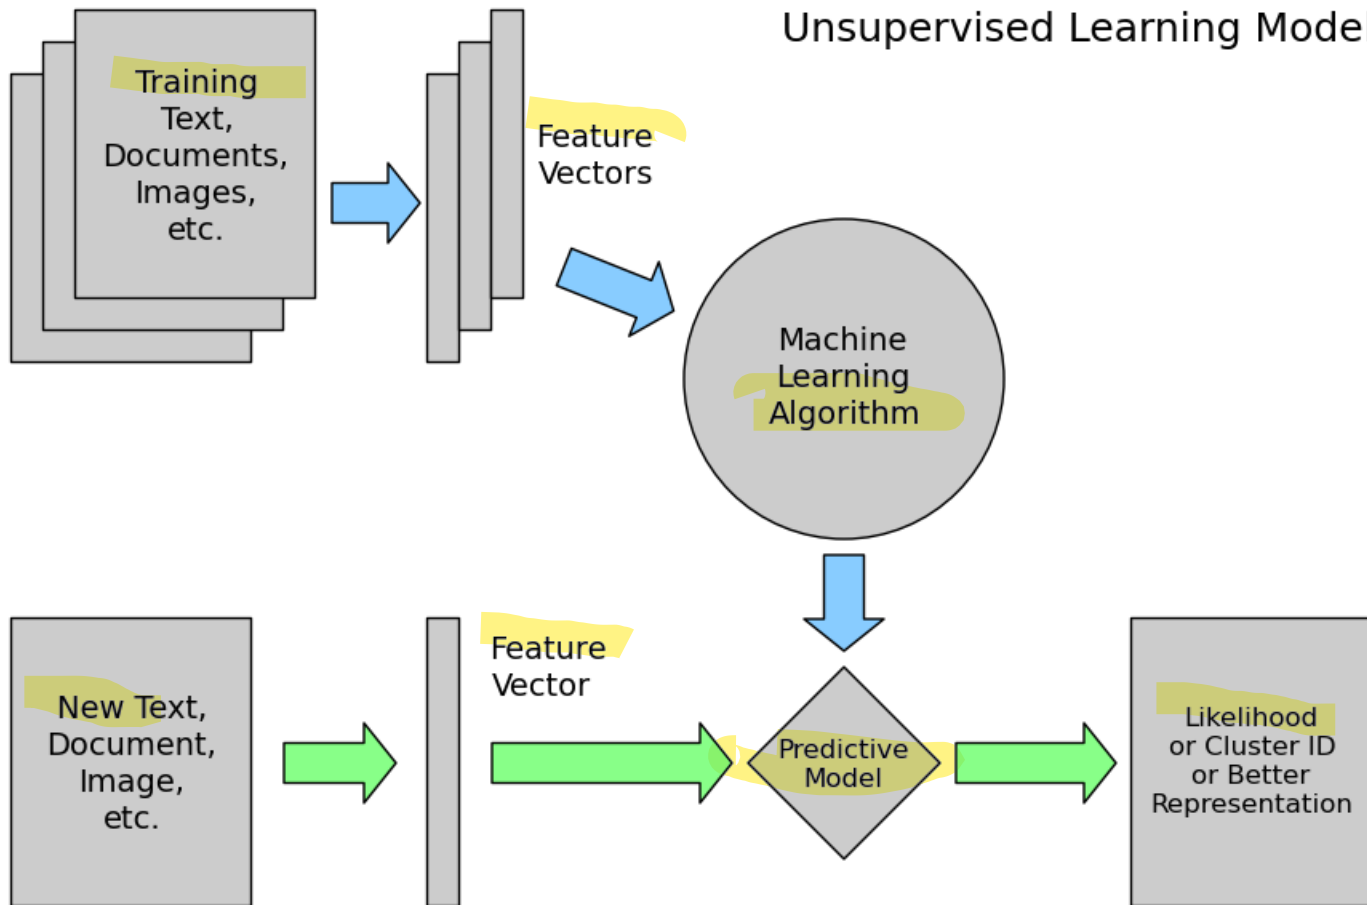 Unsupervised Learning Model
Training
Text,
Documents,
Images,
etc.
Feature
Vectors
Machine
Learning
Algorithm
New Text,
Document,
Image,
etc.
Feature
Vector
Predictive
Model
Likelihood
or Cluster ID
or Better
Representation